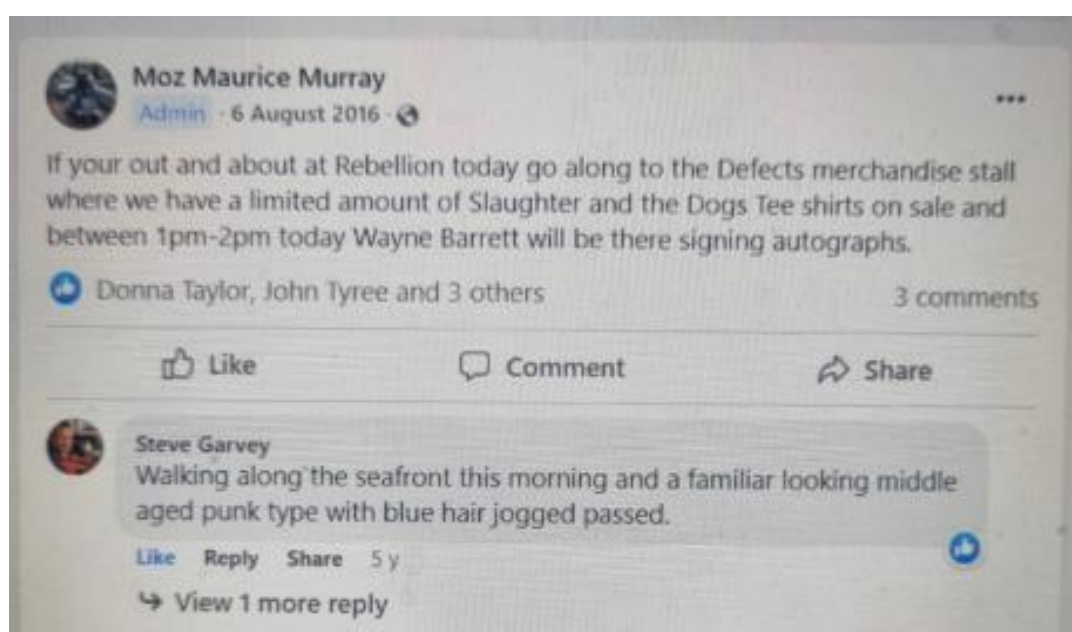 Moz Maurice Murray
Admin · 6 August 2016 ·
If your out and about at Rebellion today go along to the Defects merchandise stall
where we have a limited amount of Slaughter and the Dogs Tee shirts on sale and
between 1pm-2pm today Wayne Barrett will be there signing autographs.
Donna Taylor, John Tyree and 3 others 3 comments
Like Comment Share
Steve Garvey
Walking along the seafront this morning and a familiar looking middle
aged punk type with blue hair jogged passed.
Like Reply Share 5 y
View 1 more reply